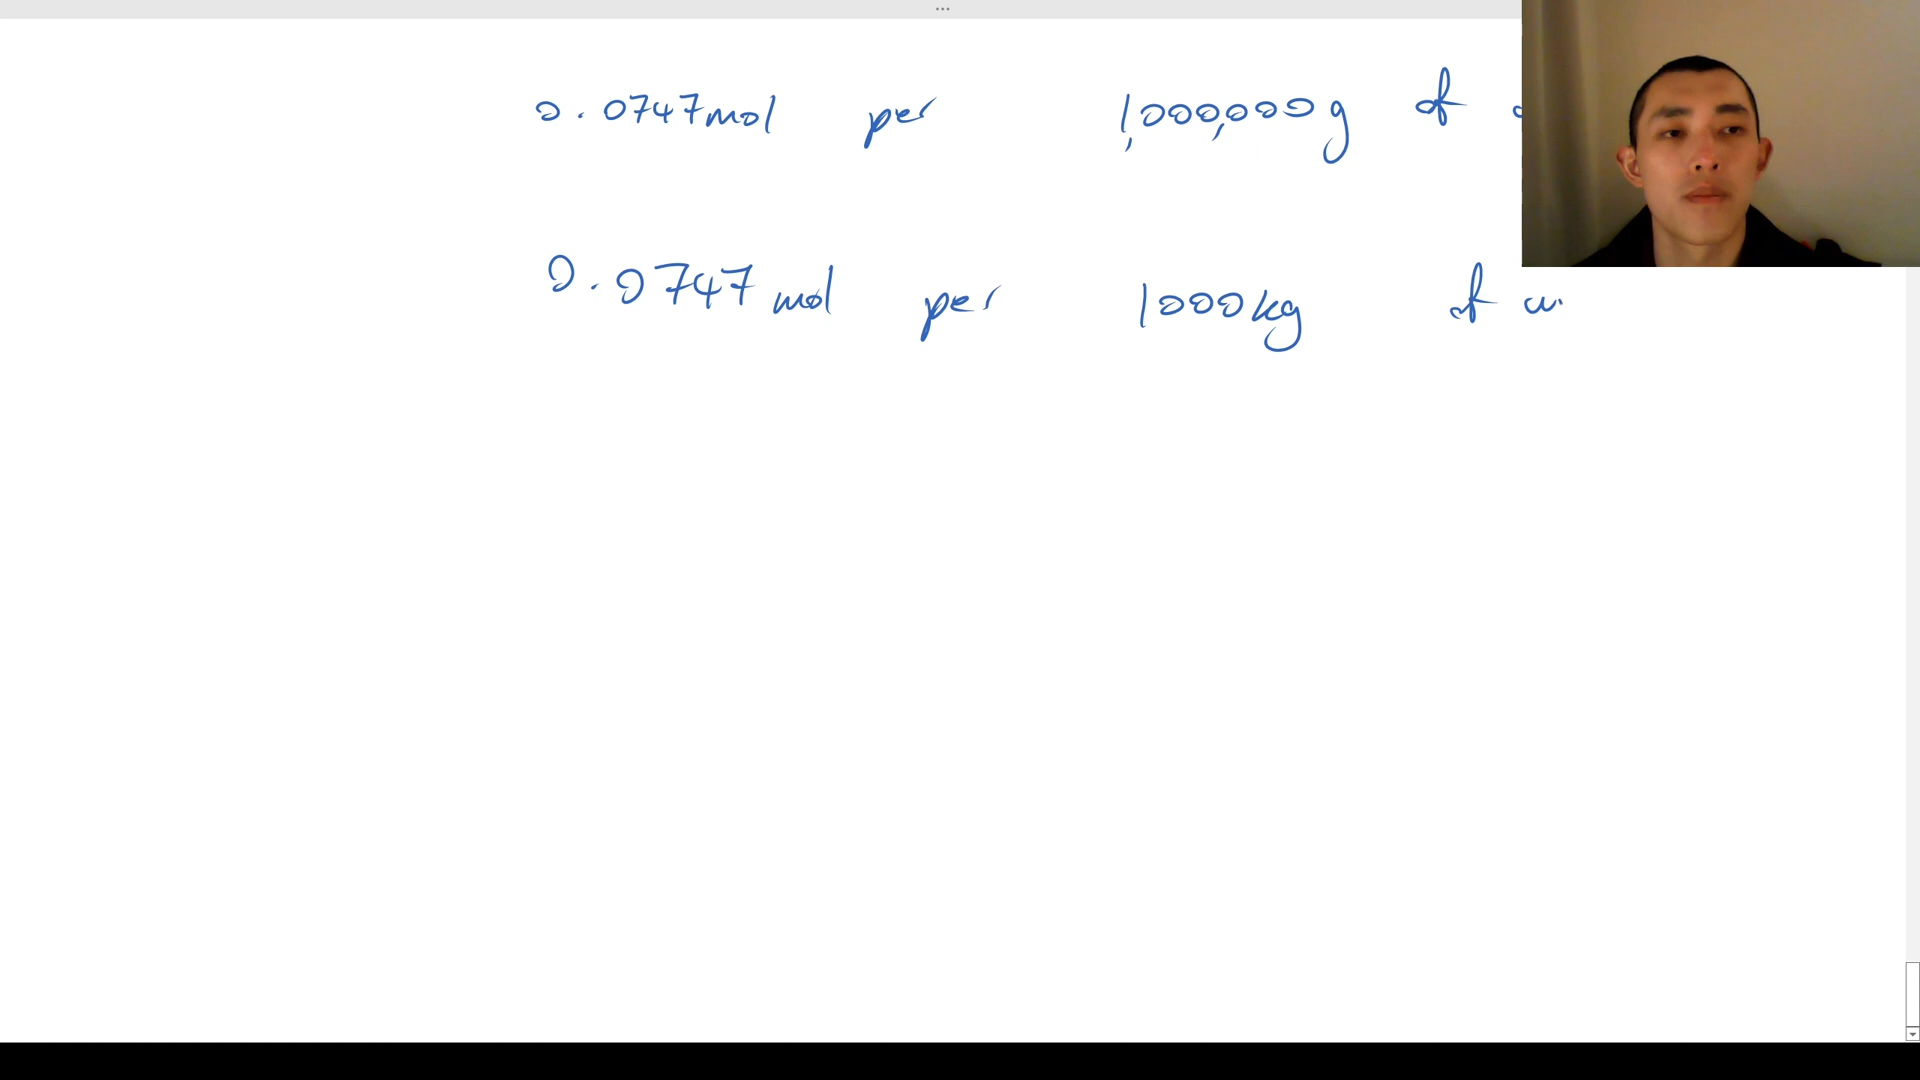 0.0747mol per 1,000,000g of
0.0747 mol per 1000kg of